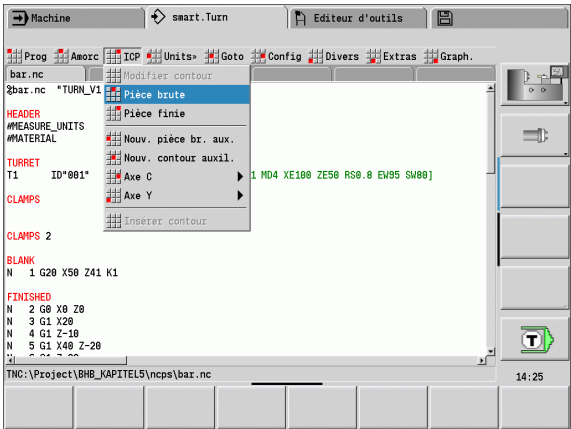 Machine smart.Turn Editeur d'outils
Prog Amorc ICP Units» Goto Config Divers Extras Graph.
bar.nc
Modifier contour
%bar.nc "TURN_V1
Pièce brute
HEADER
Pièce finie
#MEASURE_UNITS
#MATERIAL
Nouv. pièce br. aux.
Nouv. contour auxil.
TURRET
T1 ID"001" 1 MD4 XE100 ZE50 RS0.8 EW95 SW80]
Axe C
Axe Y
CLAMPS
Insérer contour
CLAMPS 2
BLANK
N 1 G20 X50 Z41 K1
FINISHED
N 2 G0 X0 Z0
N 3 G1 X20
N 4 G1 Z-10
N 5 G1 X40 Z-20
TNC:\Project\BHB_KAPITEL5\ncps\bar.nc
T
14:25